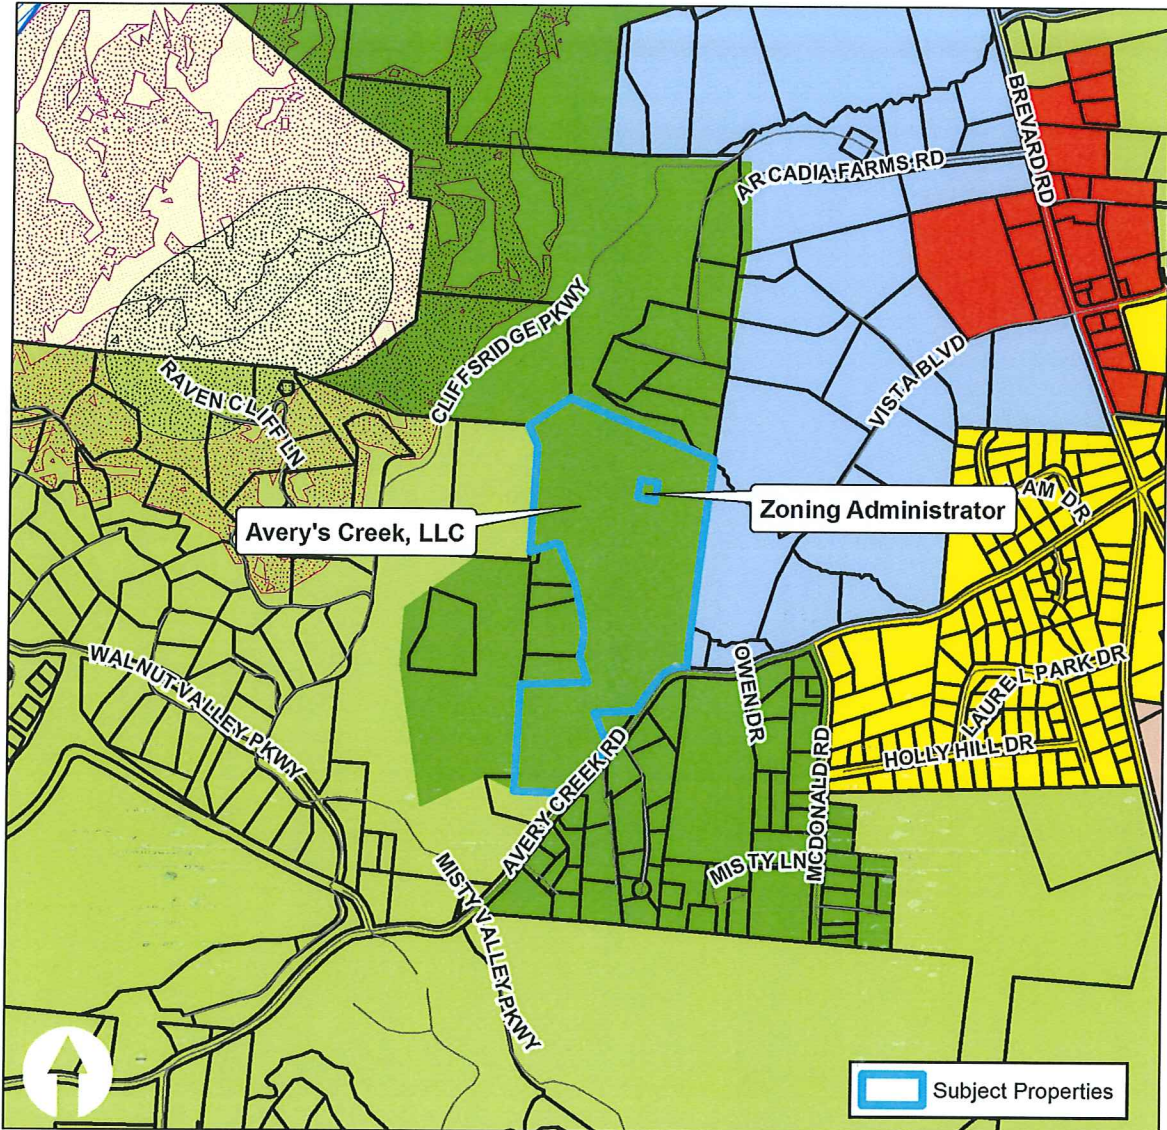 BREVARD RD
ARCADIA FARMS RD
CLIFFSRIDGE PKWY
VISTA BLVD
RAVEN CLIFF LN
Avery's Creek, LLC
Zoning Administrator
AM DR
WALNUT VALLEY PKWY
OWEN DR
LAUREL PARK DR
HOLLY HILL DR
AVERY CREEK RD
MCDONALD RD
MISTY LN
MISTY VALLEY PKWY
Subject Properties